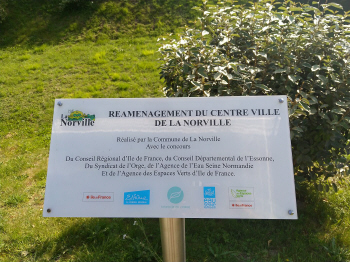 La
Norville
REAMENAGEMENT DU CENTRE VILLE
DE LA NORVILLE
Réalisé par la Commune de La Norville
Avec le concours
Du Conseil Régional d'Ile de France, du Conseil Départemental de l'Essonne,
Du Syndicat de l'Orge, de l'Agence de l'Eau Seine Normandie
Et de l'Agence des Espaces Verts d'Ile de France.